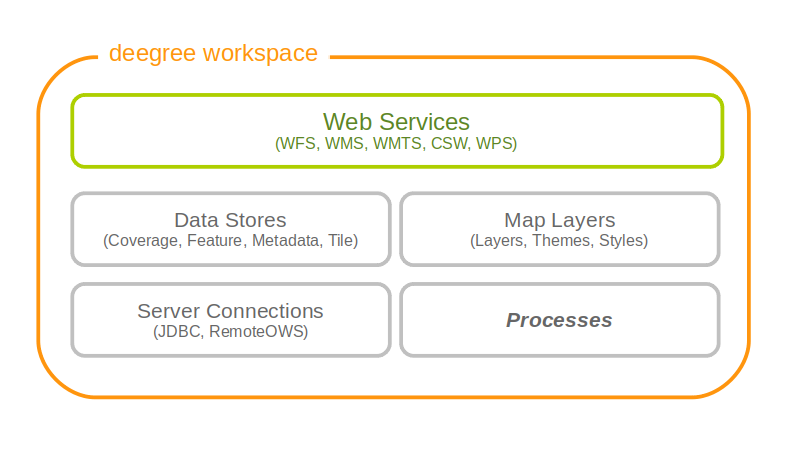 deegree workspace
Web Services
(WFS, WMS, WMTS, CSW, WPS)
Data Stores
(Coverage, Feature, Metadata, Tile)
Map Layers
(Layers, Themes, Styles)
Server Connections
(JDBC, RemoteOWS)
Processes